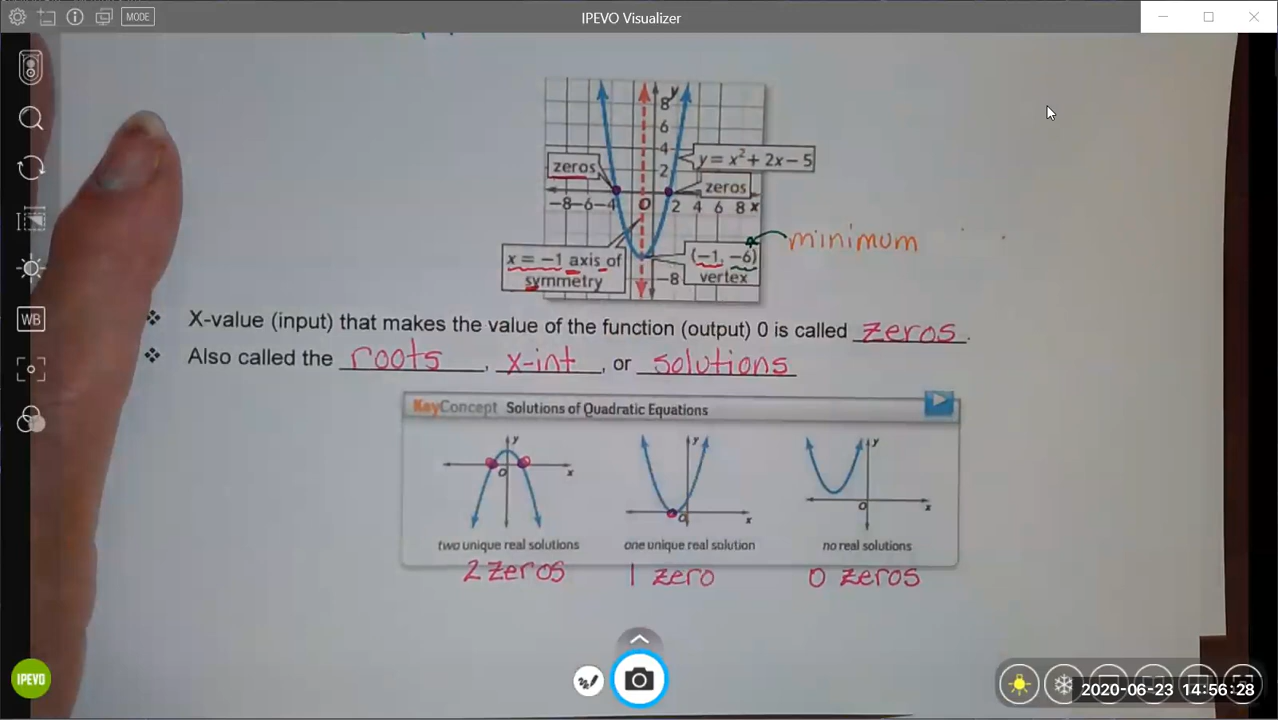 IPEVO Visualizer
MODE
8 y
6
4
y = x² + 2x − 5
zeros
2
zeros
−8 −6 −4 O 2 4 6 8 x
minimum
x = −1 axis of
symmetry
(−1, −6)
vertex
−8
❖ X-value (input) that makes the value of the function (output) 0 is called zeros.
❖ Also called the roots, x-int, or solutions
KeyConcept Solutions of Quadratic Equations
y y y
O x O x O x
two unique real solutions one unique real solution no real solutions
2 zeros 1 zero 0 zeros
WB
IPEVO
2020-06-23 14:56:28